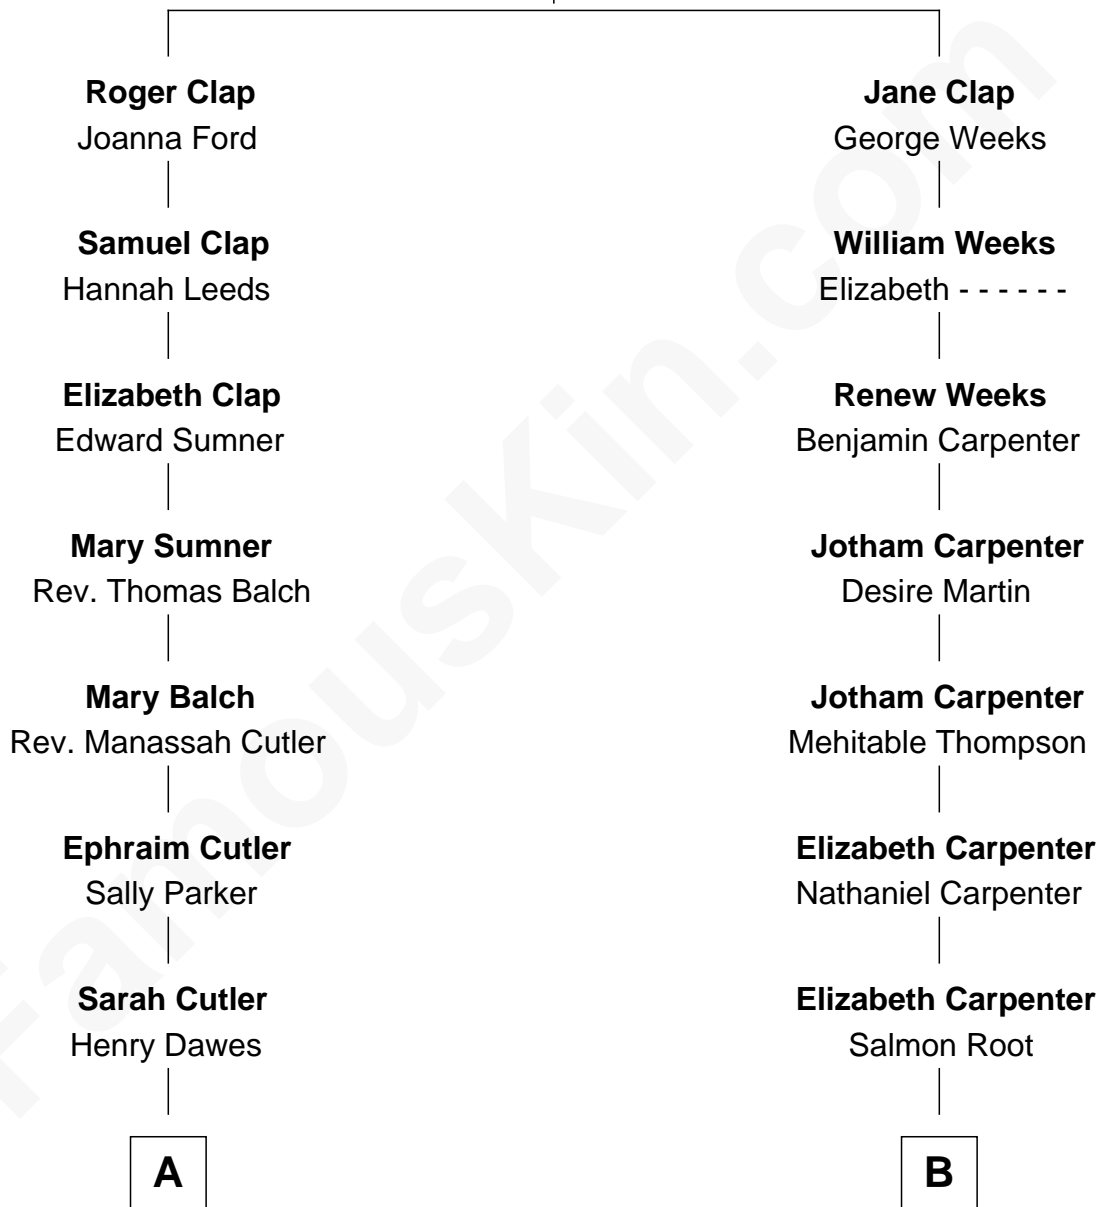 Roger Clap
Joanna Ford
Samuel Clap
Hannah Leeds
Elizabeth Clap
Edward Sumner
Mary Sumner
Rev. Thomas Balch
Mary Balch
Rev. Manassah Cutler
Ephraim Cutler
Sally Parker
Sarah Cutler
Henry Dawes
A
Jane Clap
George Weeks
William Weeks
Elizabeth - - - - - -
Renew Weeks
Benjamin Carpenter
Jotham Carpenter
Desire Martin
Jotham Carpenter
Mehitable Thompson
Elizabeth Carpenter
Nathaniel Carpenter
Elizabeth Carpenter
Salmon Root
B
FamousKin.com